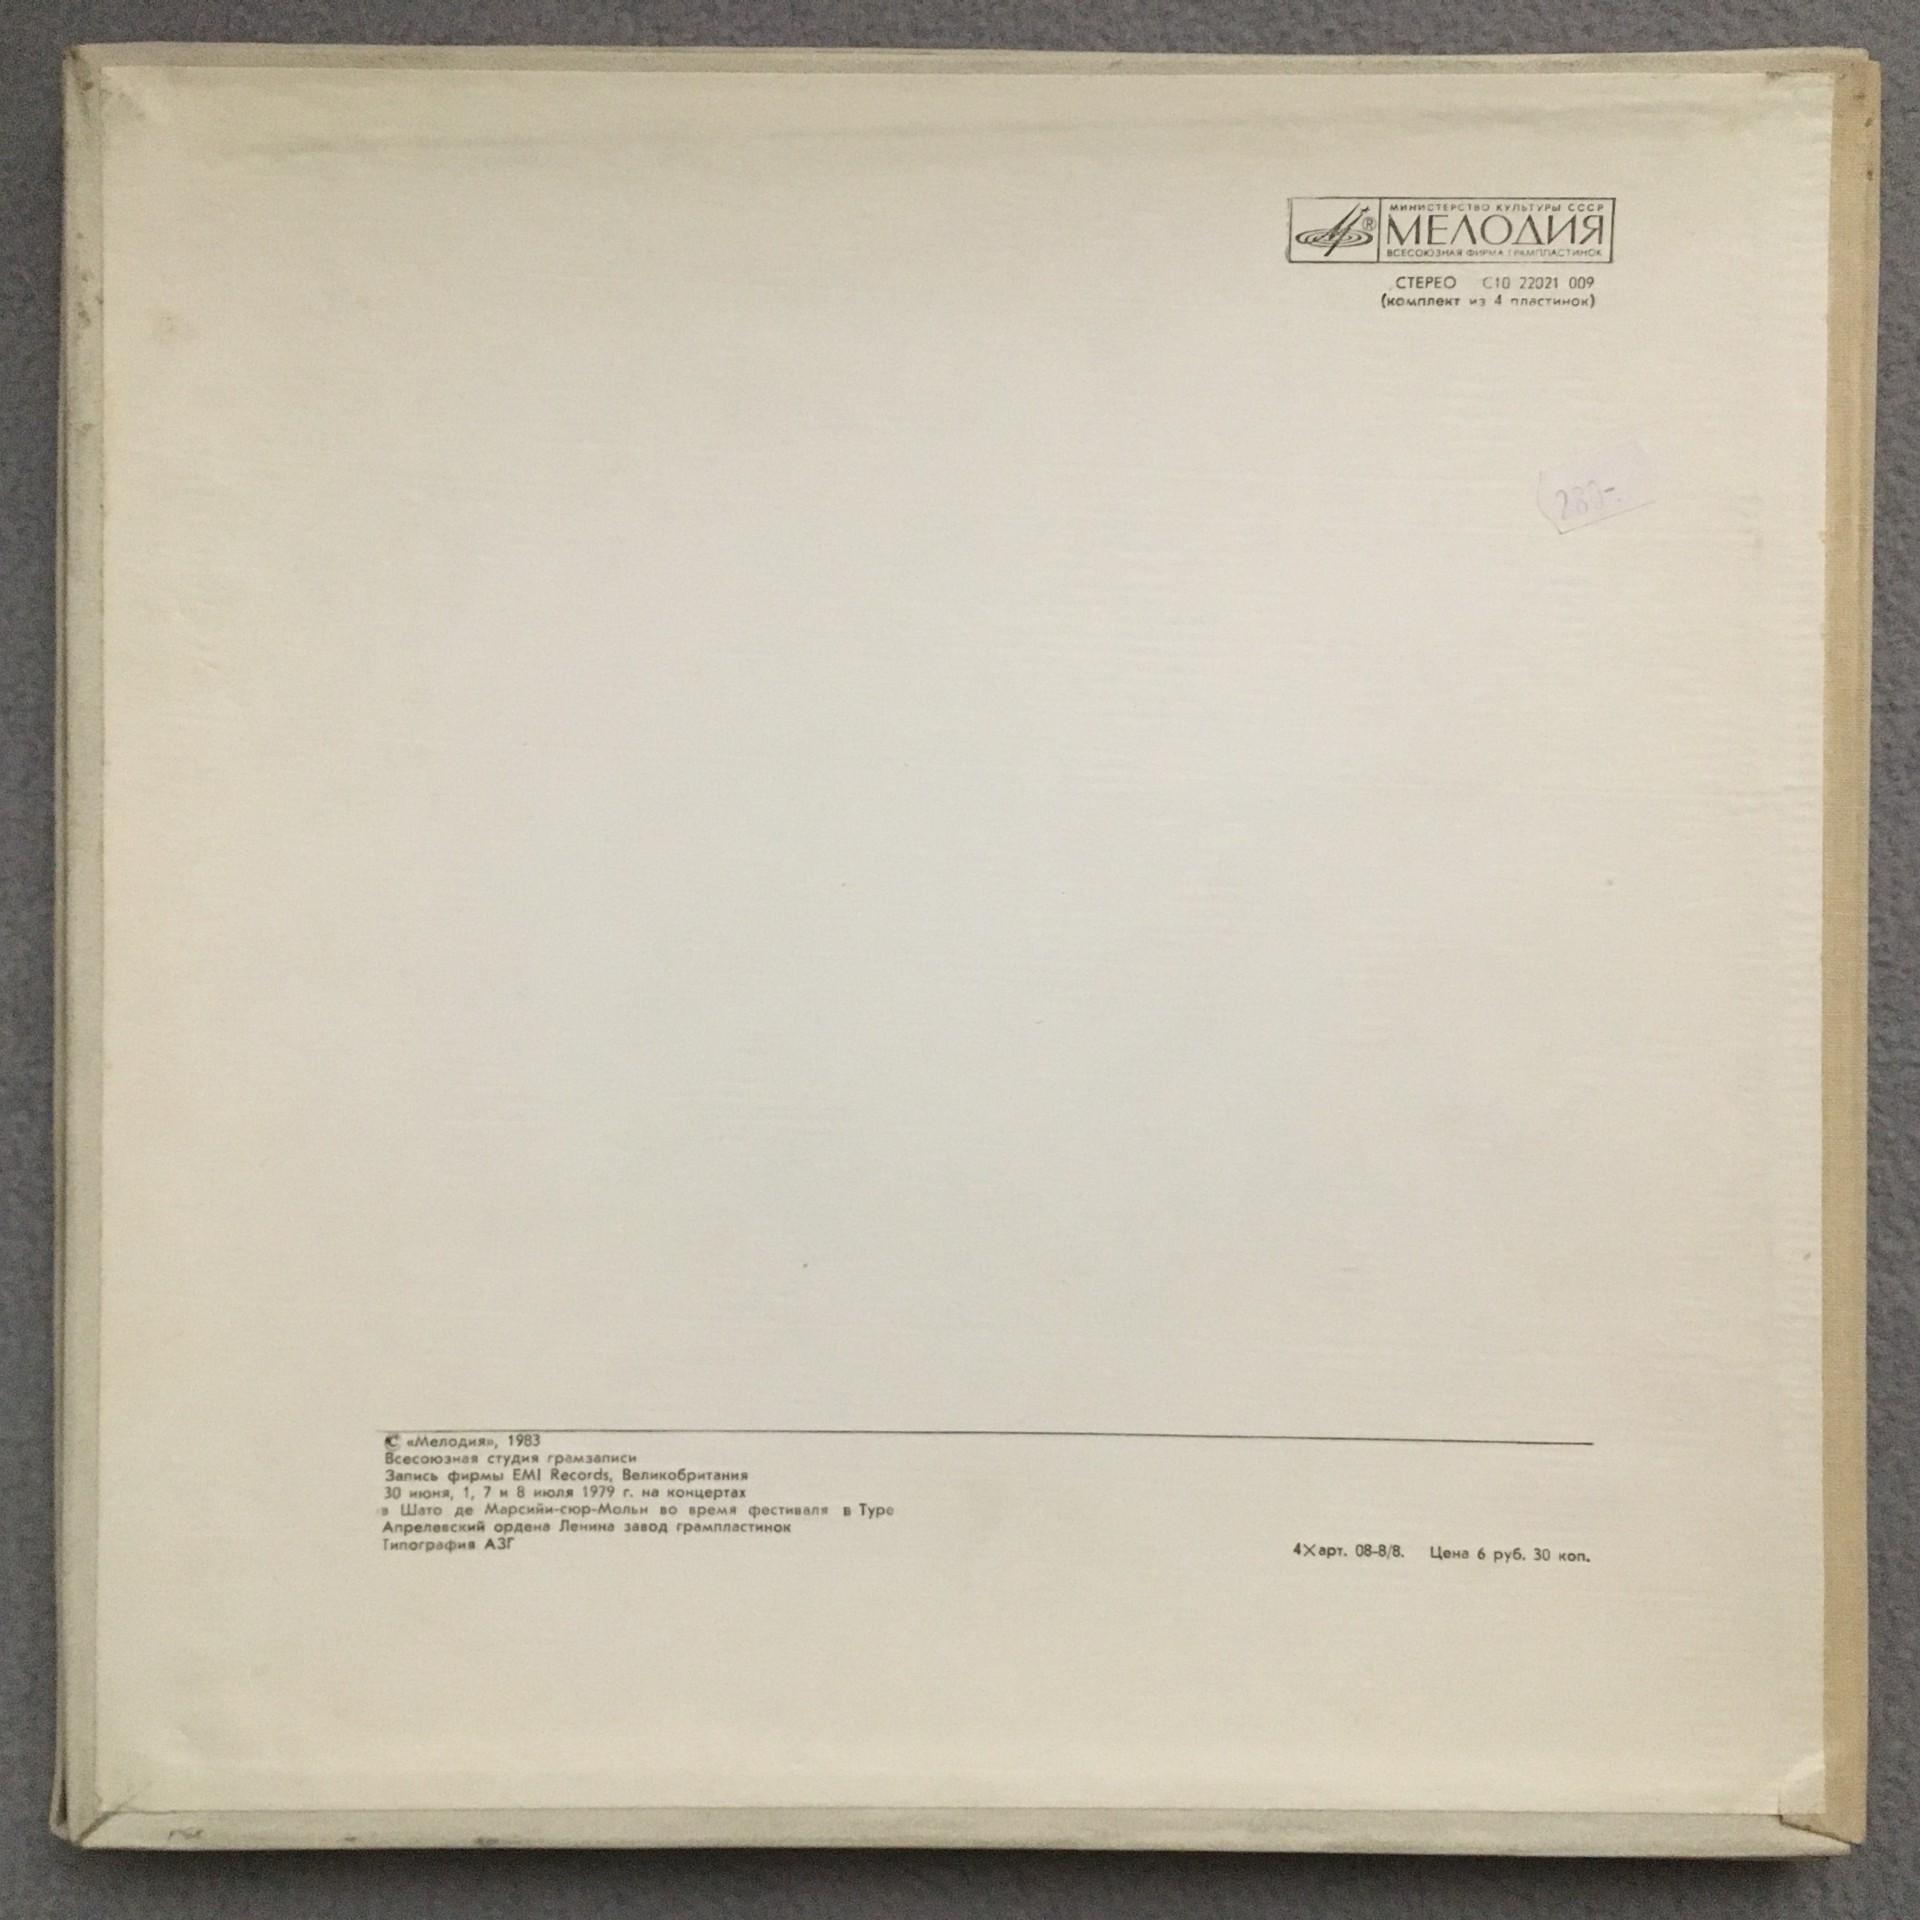 МИНИСТЕРСТВО КУЛЬТУРЫ СССР
МЕЛОДИЯ
ВСЕСОЮЗНАЯ ФИРМА ГРАМПЛАСТИНОК
СТЕРЕО С10 22021 009
(комплект из 4 пластинок)
© «Мелодия», 1983
Всесоюзная студия грамзаписи
Запись фирмы EMI Records, Великобритания
30 июня, 1, 7 и 8 июля 1979 г. на концертах
в Шато де Марсийи-сюр-Мольн во время фестиваля в Туре
Апрелевский ордена Ленина завод грампластинок
Типография АЗГ
4×арт. 08-8/8. Цена 6 руб. 30 коп.